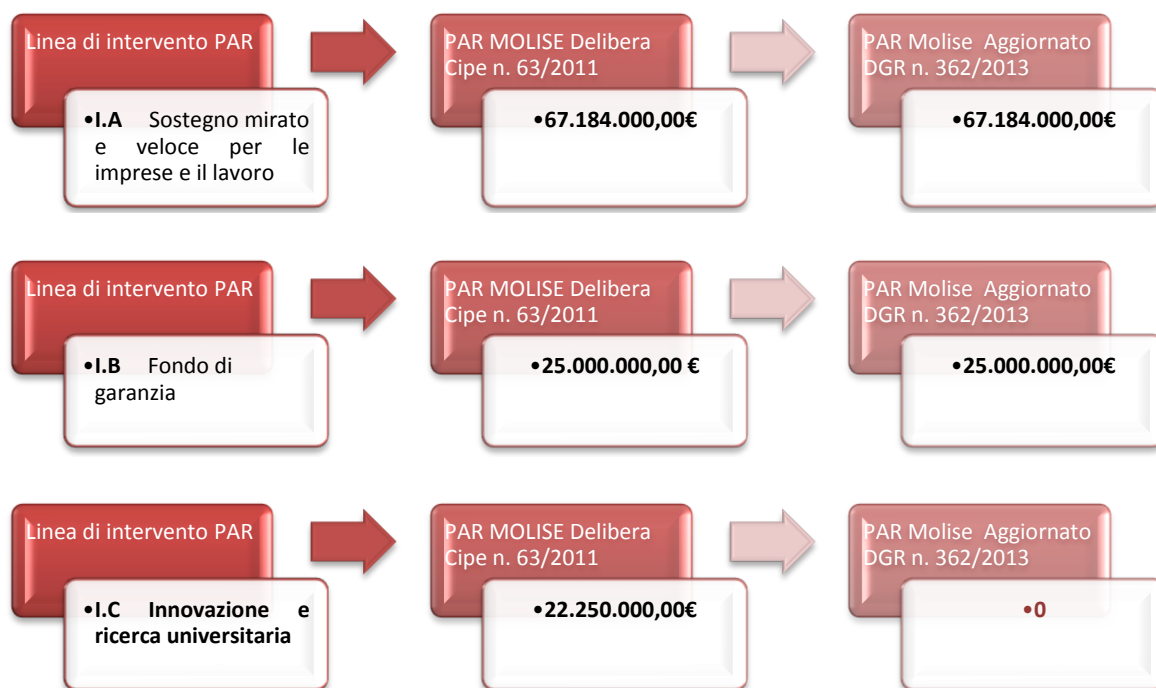 Linea di intervento PAR
•I.A Sostegno mirato
e veloce per le
imprese e il lavoro
PAR MOLISE Delibera
Cipe n. 63/2011
•67.184.000,00€
PAR Molise Aggiornato
DGR n. 362/2013
•67.184.000,00€
Linea di intervento PAR
•I.B Fondo di
garanzia
PAR MOLISE Delibera
Cipe n. 63/2011
•25.000.000,00 €
PAR Molise Aggiornato
DGR n. 362/2013
•25.000.000,00€
Linea di intervento PAR
•I.C Innovazione e
ricerca universitaria
PAR MOLISE Delibera
Cipe n. 63/2011
•22.250.000,00€
PAR Molise Aggiornato
DGR n. 362/2013
•0